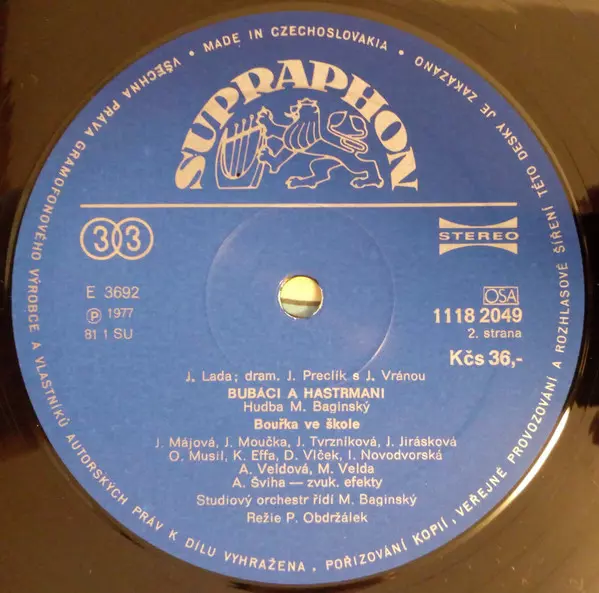 • MADE IN CZECHOSLOVAKIA •
VŠECHNA PRÁVA GRAMOFONOVÉHO VÝROBCE A VLASTNÍKŮ AUTORSKÝCH PRÁV K DÍLU VYHRAŽENA. POŘIZOVÁNÍ KOPIÍ, VEŘEJNÉ PROVOZOVÁNÍ A ROZHLASOVÉ ŠÍŘENÍ TÉTO DESKY JE ZAKÁZÁNO
SUPRAPHON
33
STEREO
E 3692
℗ 1977
81 1 SU
OSA
1118 2049
2. strana
Kčs 36,-
J. Lada; dram. J. Preclík s J. Vránou
BUBÁCI A HASTRMANI
Hudba M. Baginský
Bouřka ve škole
J. Májová, J. Moučka, J. Tvrzníková, J. Jirásková
O. Musil, K. Effa, D. Vlček, I. Novodvorská
A. Veldová, M. Velda
A. Šviha — zvuk. efekty
Studiový orchestr řídí M. Baginský
Režie P. Obdržálek